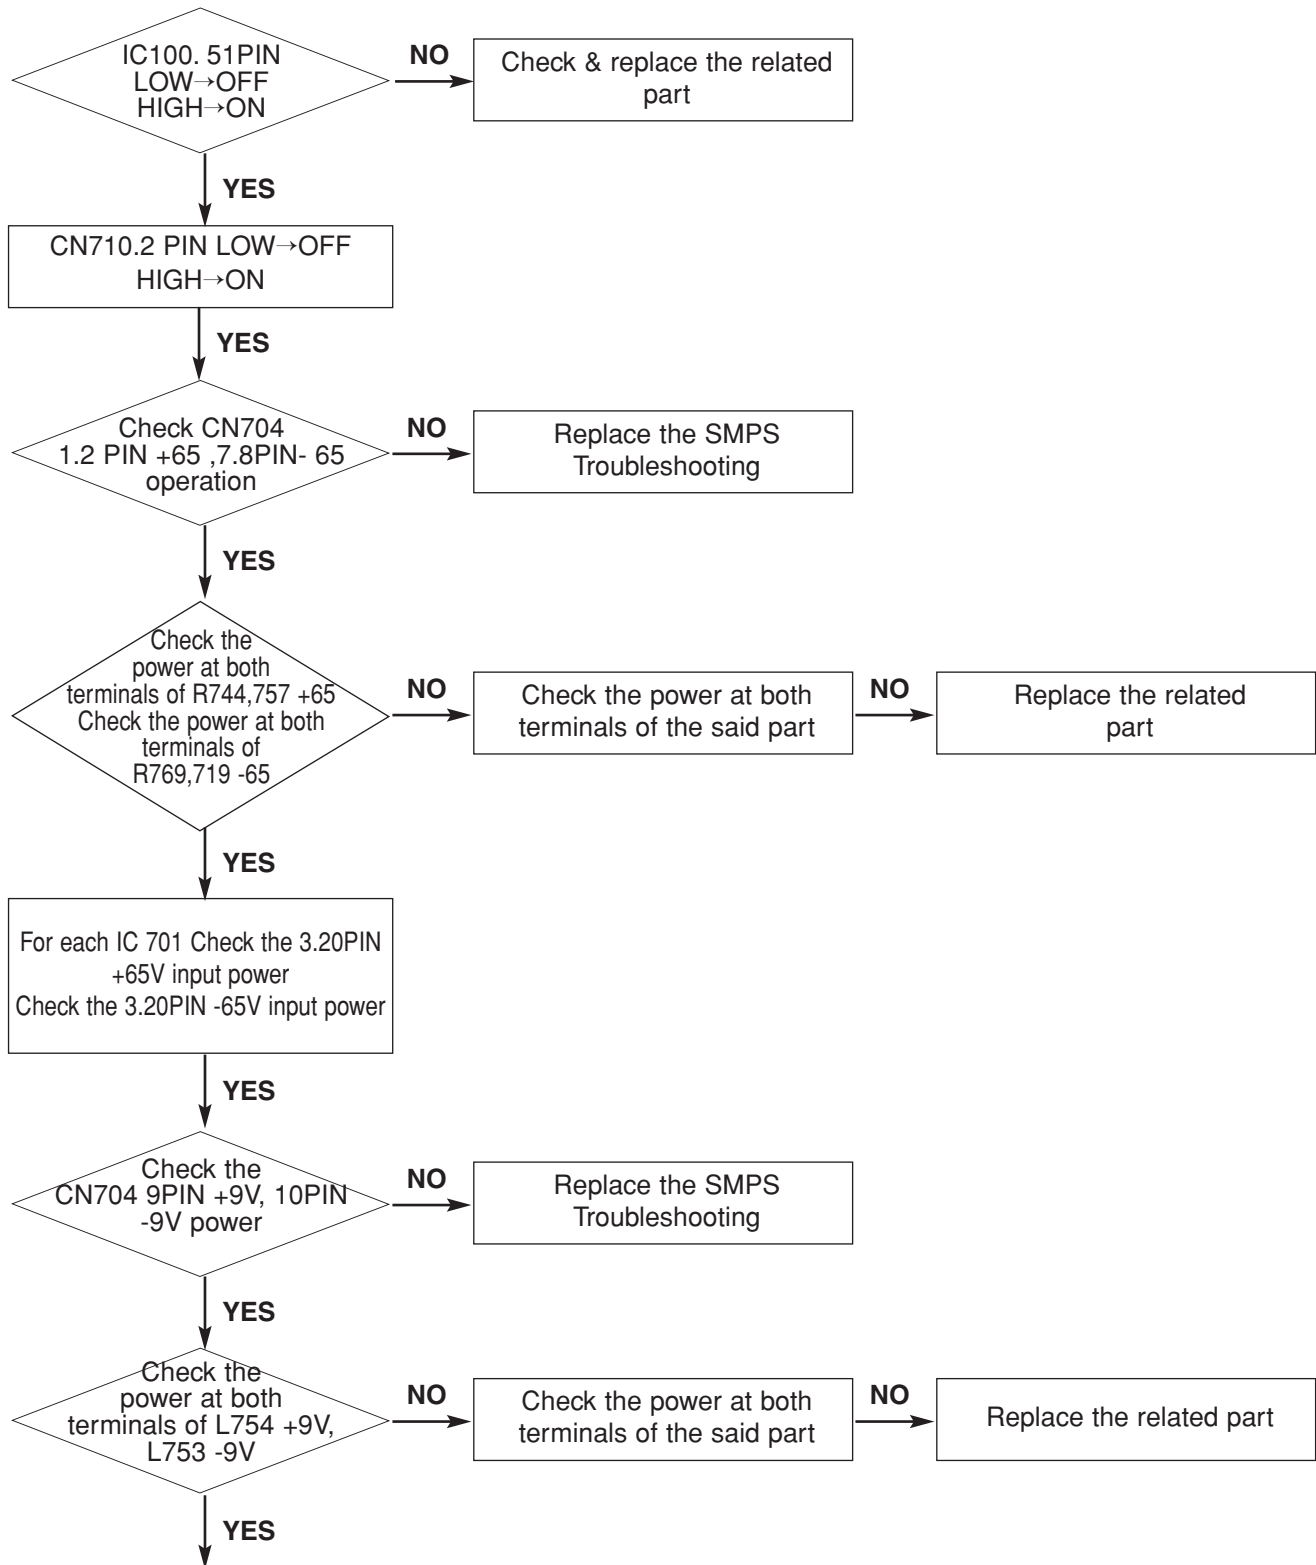 IC100. 51PIN
LOW→OFF
HIGH→ON
NO
Check & replace the related
part
YES
CN710.2 PIN LOW→OFF
HIGH→ON
YES
Check CN704
1.2 PIN +65 ,7.8PIN- 65
operation
NO
Replace the SMPS
Troubleshooting
YES
Check the
power at both
terminals of R744,757 +65
Check the power at both
terminals of
R769,719 -65
NO
Check the power at both
terminals of the said part
NO
Replace the related
part
YES
For each IC 701 Check the 3.20PIN
+65V input power
Check the 3.20PIN -65V input power
YES
Check the
CN704 9PIN +9V, 10PIN
-9V power
NO
Replace the SMPS
Troubleshooting
YES
Check the
power at both
terminals of L754 +9V,
L753 -9V
NO
Check the power at both
terminals of the said part
NO
Replace the related part
YES